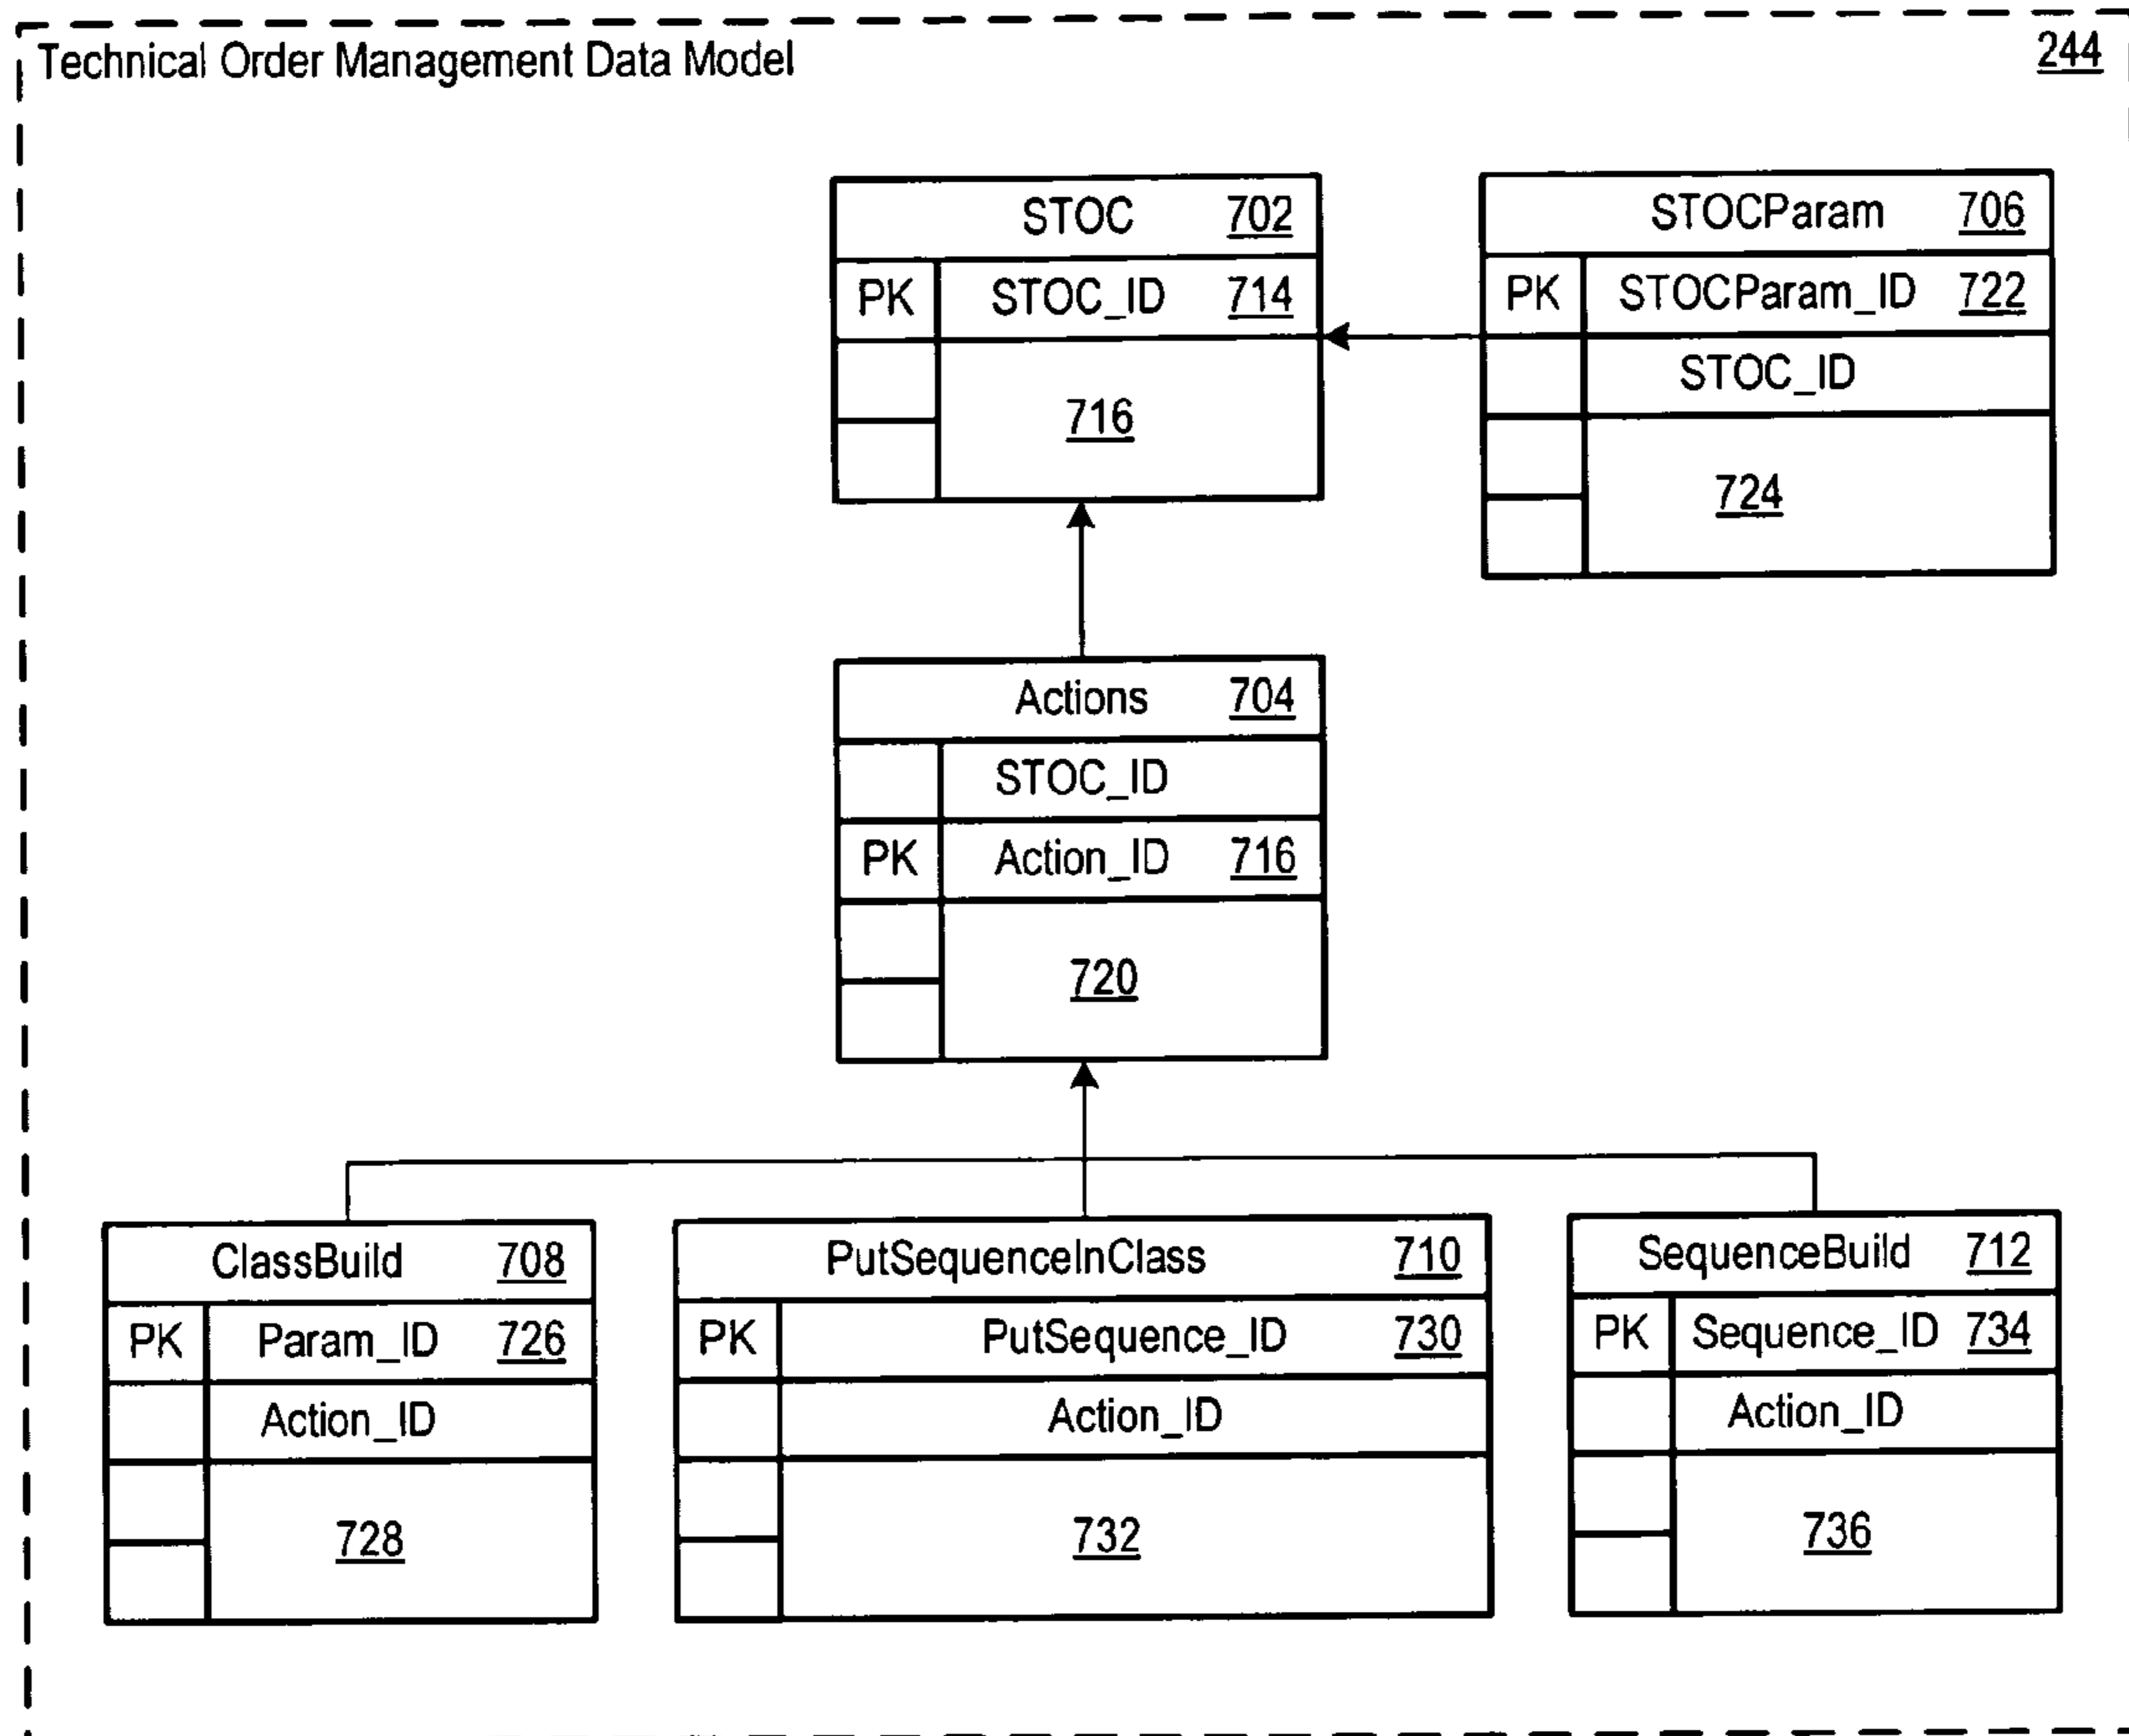 Technical Order Management Data Model 244
STOC 702
PK STOC_ID 714
716
STOCParam 706
PK STOCParam_ID 722
STOC_ID
724
Actions 704
STOC_ID
PK Action_ID 716
720
ClassBuild 708
PK Param_ID 726
Action_ID
728
PutSequenceInClass 710
PK PutSequence_ID 730
Action_ID
732
SequenceBuild 712
PK Sequence_ID 734
Action_ID
736